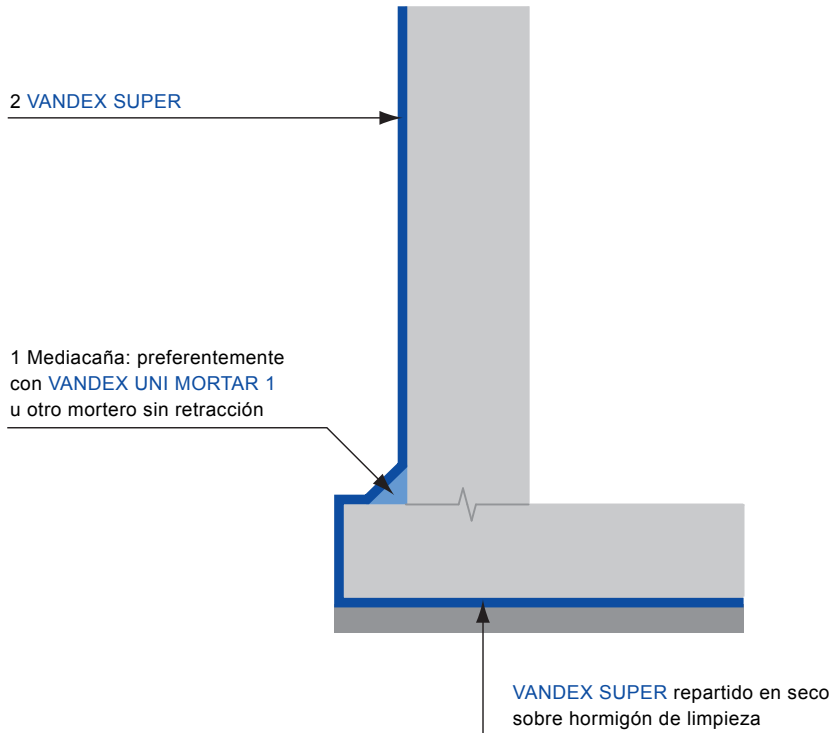 2 VANDEX SUPER
1 Mediacaña: preferentemente
con VANDEX UNI MORTAR 1
u otro mortero sin retracción
VANDEX SUPER repartido en seco
sobre hormigón de limpieza